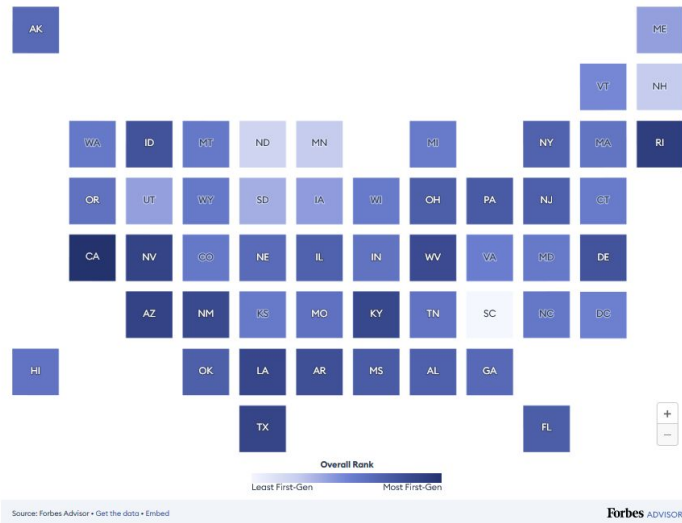 AK ME
VT NH
WA ID MT ND MN MI NY MA RI
OR UT WY SD IA WI OH PA NJ CT
CA NV CO NE IL IN WV VA MD DE
AZ NM KS MO KY TN SC NC DC
HI OK LA AR MS AL GA
TX FL
+
−
Overall Rank
Least First-Gen Most First-Gen
Source: Forbes Advisor • Get the data • Embed Forbes ADVISOR